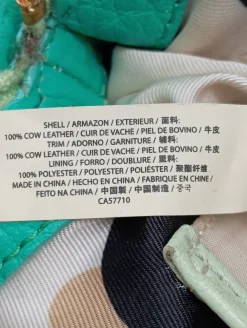 SHELL / ARMAZON / EXTERIEUR / 面料:
100% COW LEATHER / CUIR DE VACHE / PIEL DE BOVINO / 牛皮
TRIM / ADORNO / GARNITURE / 辅料:
100% COW LEATHER / CUIR DE VACHE / PIEL DE BOVINO / 牛皮
LINING / FORRO / DOUBLURE / 里料:
100% POLYESTER / POLYESTER / POLIÉSTER / 聚酯纤维
MADE IN CHINA / HECHO EN CHINA / FABRIQUE EN CHINE /
FEITO NA CHINA / 中國製 / 中国制造 / 중국
CA57710